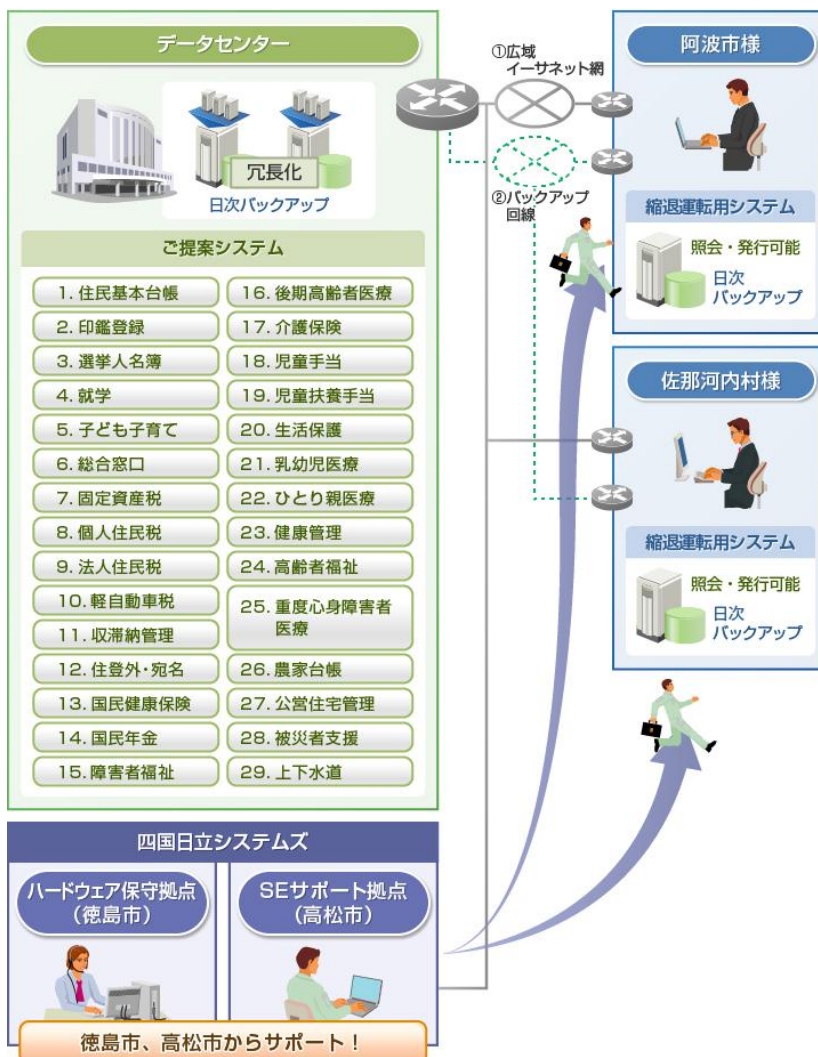 データセンター
冗長化
日次バックアップ
ご提案システム
1. 住民基本台帳
2. 印鑑登録
3. 選挙人名簿
4. 就学
5. 子ども子育て
6. 総合窓口
7. 固定資産税
8. 個人住民税
9. 法人住民税
10. 軽自動車税
11. 収滞納管理
12. 住登外・宛名
13. 国民健康保険
14. 国民年金
15. 障害者福祉
16. 後期高齢者医療
17. 介護保険
18. 児童手当
19. 児童扶養手当
20. 生活保護
21. 乳幼児医療
22. ひとり親医療
23. 健康管理
24. 高齢者福祉
25. 重度心身障害者
医療
26. 農家台帳
27. 公営住宅管理
28. 被災者支援
29. 上下水道
①広域
イーサネット網
②バックアップ
回線
阿波市様
縮退運転用システム
照会・発行可能
日次
バックアップ
佐那河内村様
縮退運転用システム
照会・発行可能
日次
バックアップ
四国日立システムズ
ハードウェア保守拠点
（徳島市）
SEサポート拠点
（高松市）
徳島市、高松市からサポート！